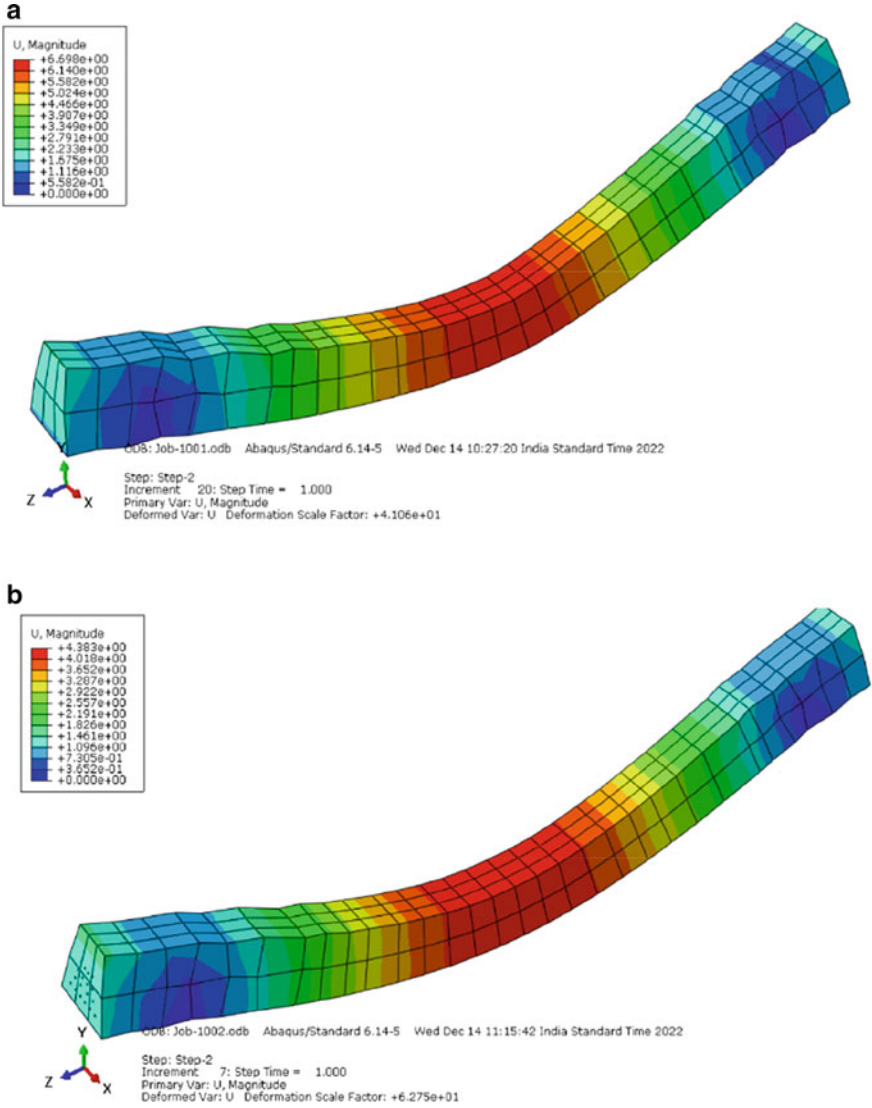 a
U, Magnitude
+6.698e+00
+6.140e+00
+5.582e+00
+5.024e+00
+4.466e+00
+3.907e+00
+3.349e+00
+2.791e+00
+2.233e+00
+1.675e+00
+1.116e+00
+5.582e-01
+0.000e+00
Y
Z
X
ODB: Job-1001.odb Abaqus/Standard 6.14-5 Wed Dec 14 10:27:20 India Standard Time 2022
Step: Step-2
Increment 20: Step Time = 1.000
Primary Var: U, Magnitude
Deformed Var: U Deformation Scale Factor: +4.106e+01
b
U, Magnitude
+4.383e+00
+4.018e+00
+3.652e+00
+3.287e+00
+2.922e+00
+2.557e+00
+2.191e+00
+1.826e+00
+1.461e+00
+1.096e+00
+7.305e-01
+3.652e-01
+0.000e+00
Y
Z
X
ODB: Job-1002.odb Abaqus/Standard 6.14-5 Wed Dec 14 11:15:42 India Standard Time 2022
Step: Step-2
Increment 7: Step Time = 1.000
Primary Var: U, Magnitude
Deformed Var: U Deformation Scale Factor: +6.275e+01